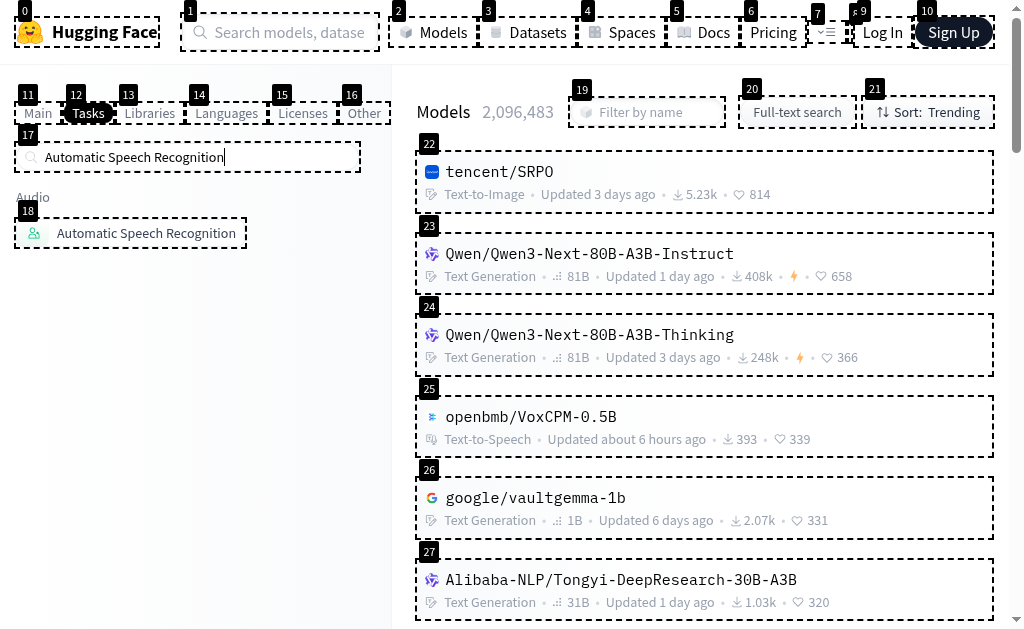 0 1 2 3 4 5 6 7 9 10
Hugging Face Search models, datase Models Datasets Spaces Docs Pricing Log In Sign Up
11 12 13 14 15 16
Main Tasks Libraries Languages Licenses Other
17
Automatic Speech Recognition
Audio
18
Automatic Speech Recognition
19 20 21
Models 2,096,483 Filter by name Full-text search Sort: Trending
22
tencent/SRPO
Text-to-Image • Updated 3 days ago • 5.23k • 814
23
Qwen/Qwen3-Next-80B-A3B-Instruct
Text Generation • 81B • Updated 1 day ago • 408k • • 658
24
Qwen/Qwen3-Next-80B-A3B-Thinking
Text Generation • 81B • Updated 3 days ago • 248k • • 366
25
openbmb/VoxCPM-0.5B
Text-to-Speech • Updated about 6 hours ago • 393 • 339
26
google/vaultgemma-1b
Text Generation • 1B • Updated 6 days ago • 2.07k • 331
27
Alibaba-NLP/Tongyi-DeepResearch-30B-A3B
Text Generation • 31B • Updated 1 day ago • 1.03k • 320